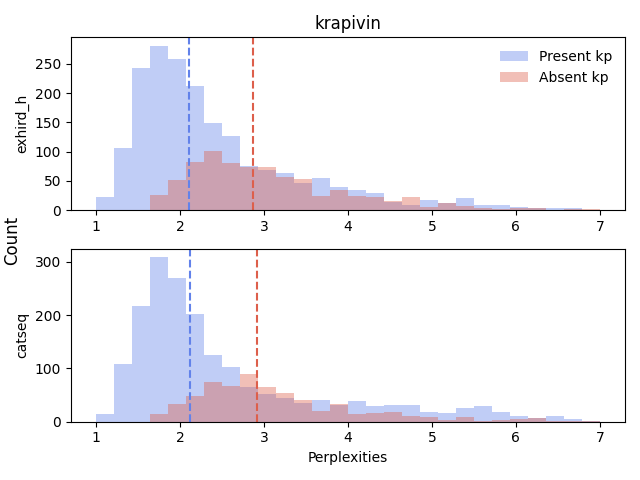 krapivin
Present kp
Absent kp
exhird_h
250
200
150
100
50
0
1 2 3 4 5 6 7
Count
catseq
300
200
100
0
1 2 3 4 5 6 7
Perplexities